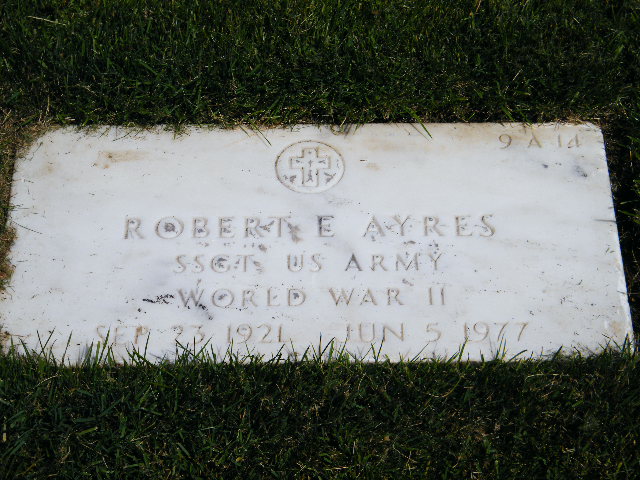 9 A 14
ROBERT E AYRES
SSGT US ARMY
WORLD WAR II
SEP 23 1921 JUN 5 1977